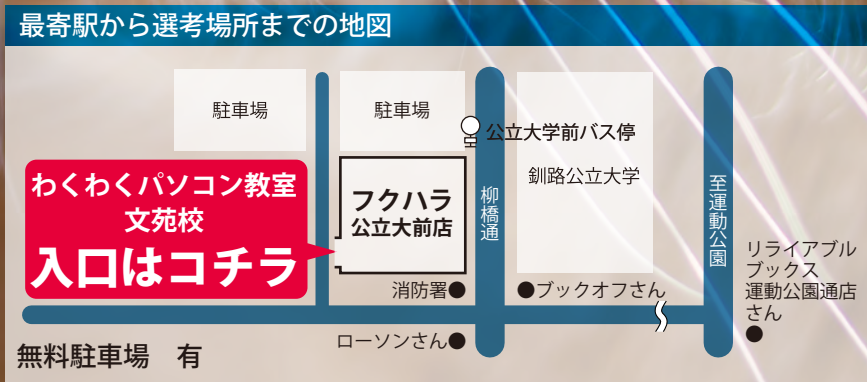 最寄駅から選考場所までの地図
駐車場
駐車場
公立大学前バス停
わくわくパソコン教室
文苑校
入口はコチラ
フクハラ
公立大前店
柳橋通
釧路公立大学
至運動公園
リライアブル
ブックス
運動公園通店
さん
●
消防署●
●ブックオフさん
ローソンさん●
無料駐車場　有